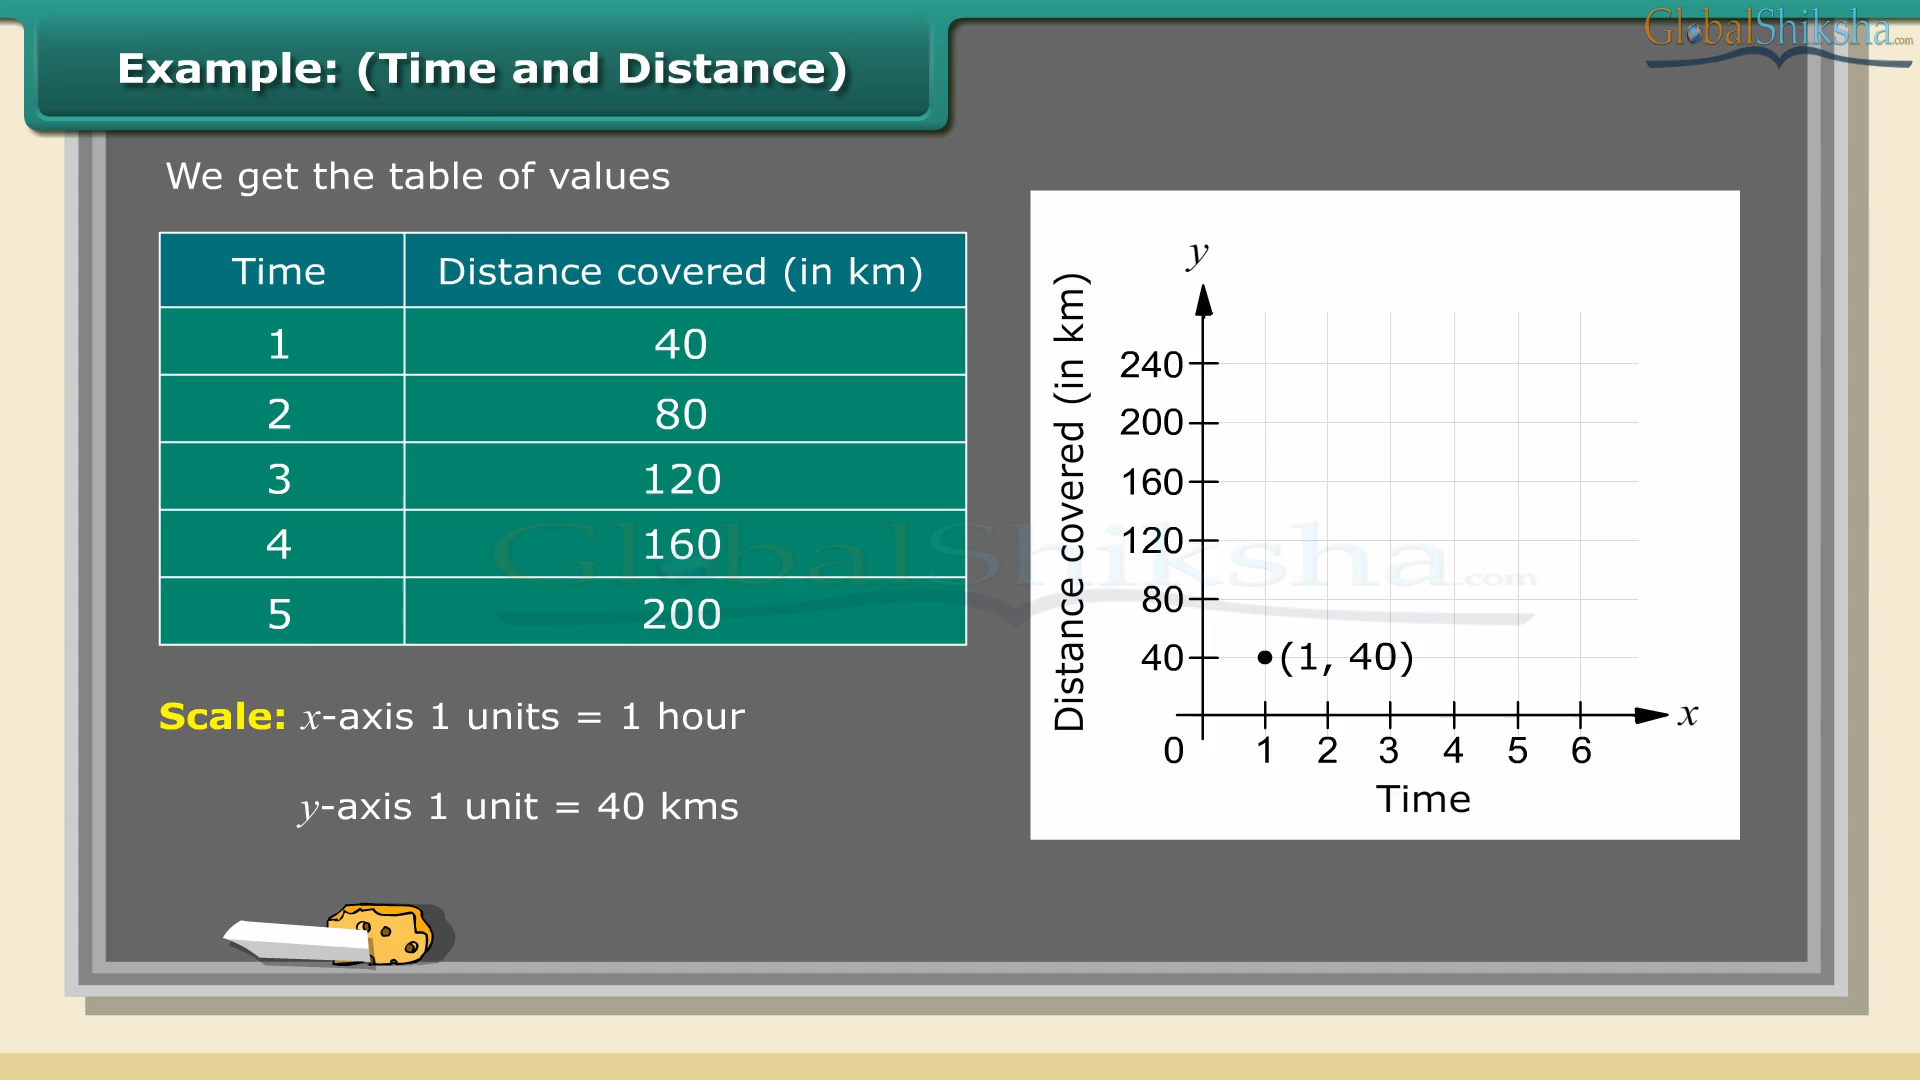 Example: (Time and Distance)
GlobalShiksha.com
We get the table of values
Time Distance covered (in km)
1 40
2 80
3 120
4 160
5 200
Scale: x-axis 1 units = 1 hour
y-axis 1 unit = 40 kms
y
Distance covered (in km)
240
200
160
120
80
40
(1, 40)
x
0 1 2 3 4 5 6
Time
GlobalShiksha.com